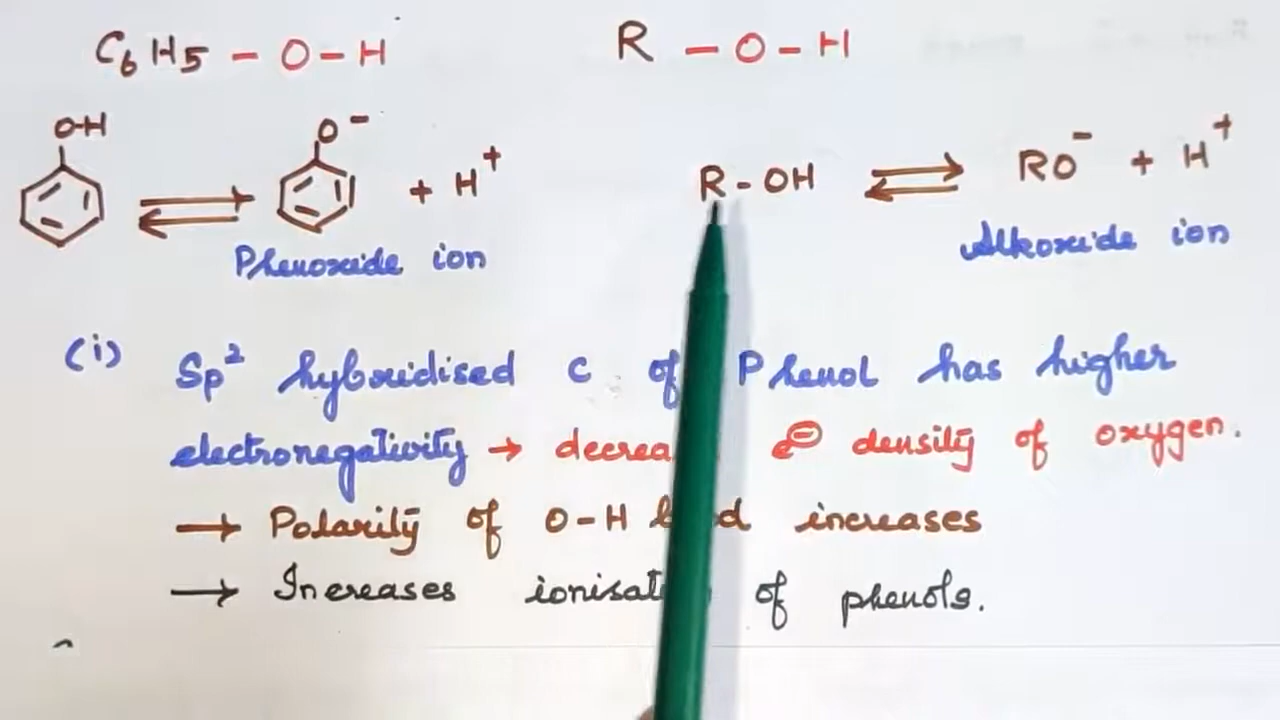 C6H5 - O - H
R - O - H
OH
O⁻
+ H⁺
R - OH
RO⁻ + H⁺
Phenoxide ion
Alkoxide ion
(i) Sp² hybridised C of Phenol has higher
electronegativity → decrea e⊖ density of oxygen.
→ Polarity of O-H increases
→ Increases ionisat of phenols.